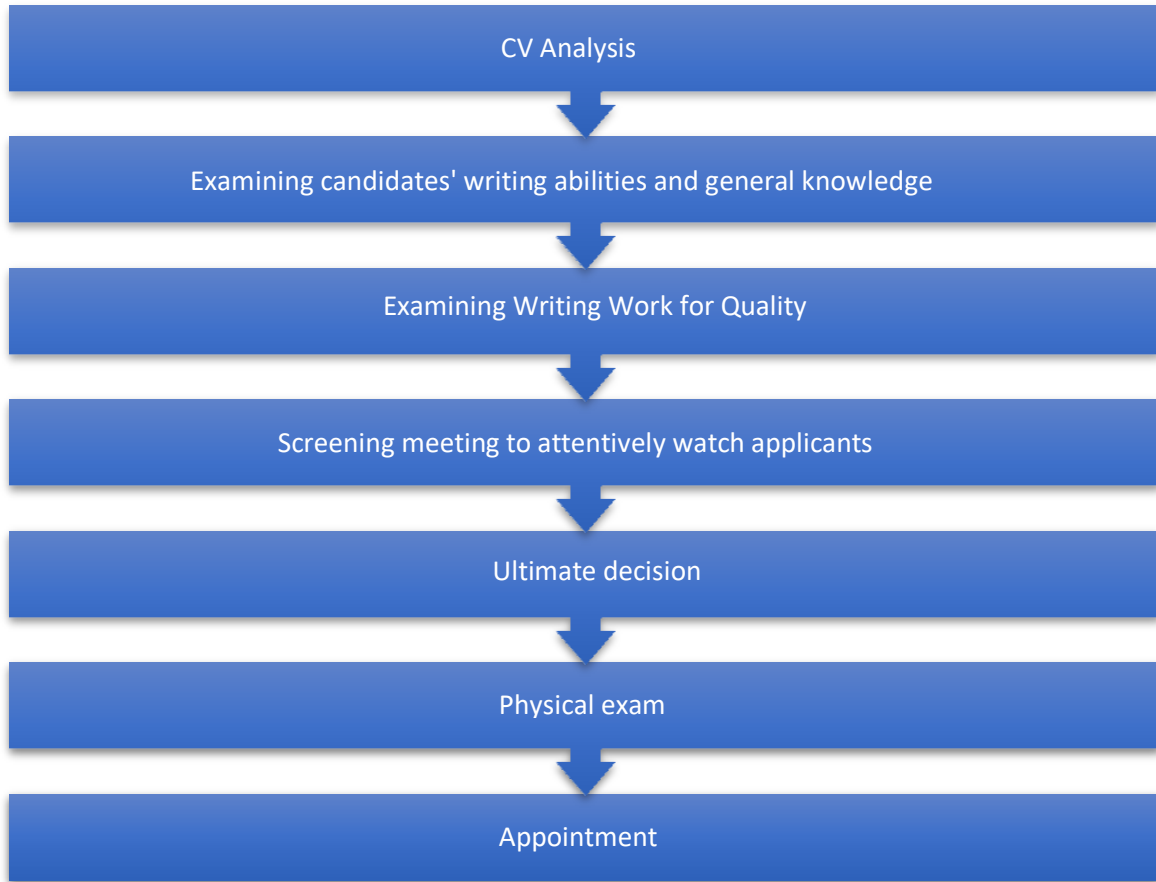 CV Analysis
Examining candidates' writing abilities and general knowledge
Examining Writing Work for Quality
Screening meeting to attentively watch applicants
Ultimate decision
Physical exam
Appointment